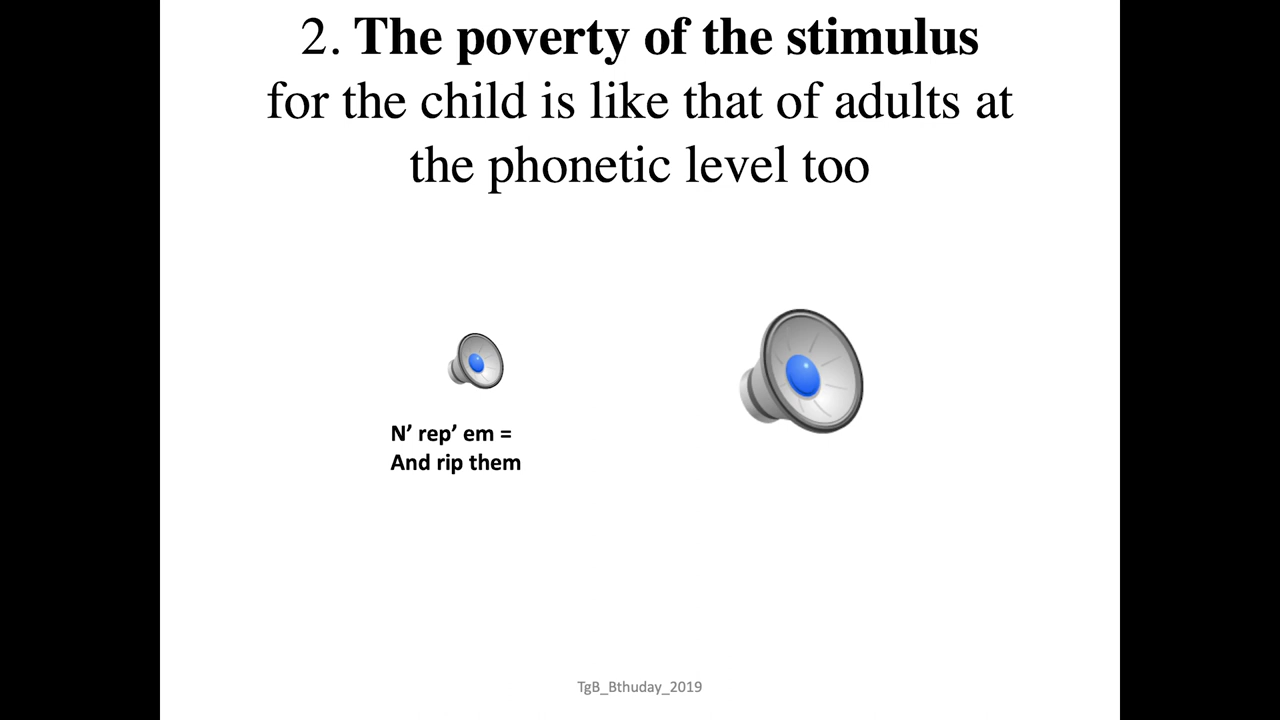 2. The poverty of the stimulus
for the child is like that of adults at
the phonetic level too
N’ rep’ em =
And rip them
TgB_Bthuday_2019